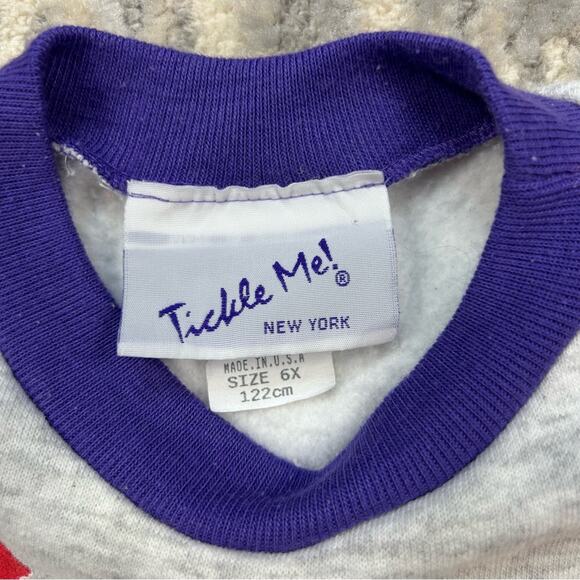 Tickle Me!®
NEW YORK
MADE.IN.U.S.A
SIZE 6X
122cm